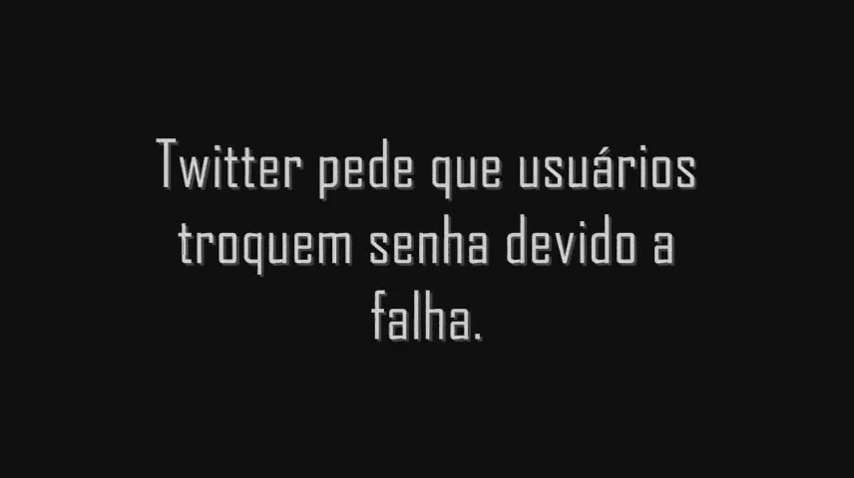 Twitter pede que usuários
troquem senha devido a
falha.